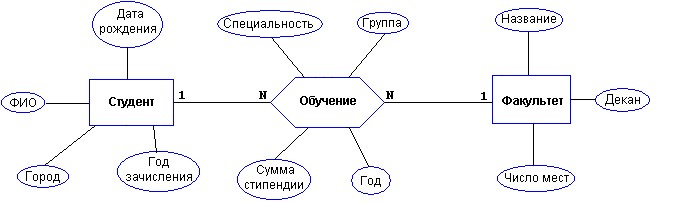 Дата
рождения
Специальность
Группа
Название
ФИО
Студент
1
N
Обучение
N
1
Факультет
Декан
Город
Год
зачисления
Сумма
стипендии
Год
Число мест